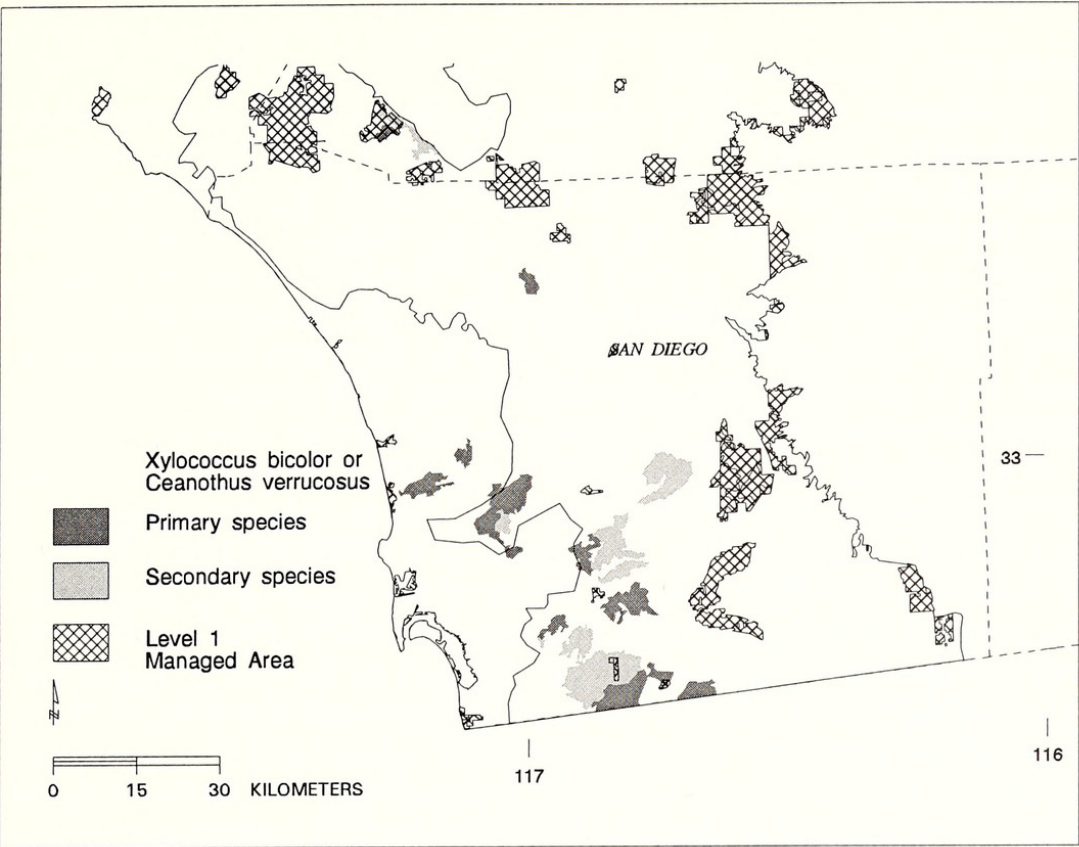 SAN DIEGO
33
Xylococcus bicolor or
Ceanothus verrucosus
Primary species
Secondary species
Level 1
Managed Area
N
0 15 30 KILOMETERS
117
116